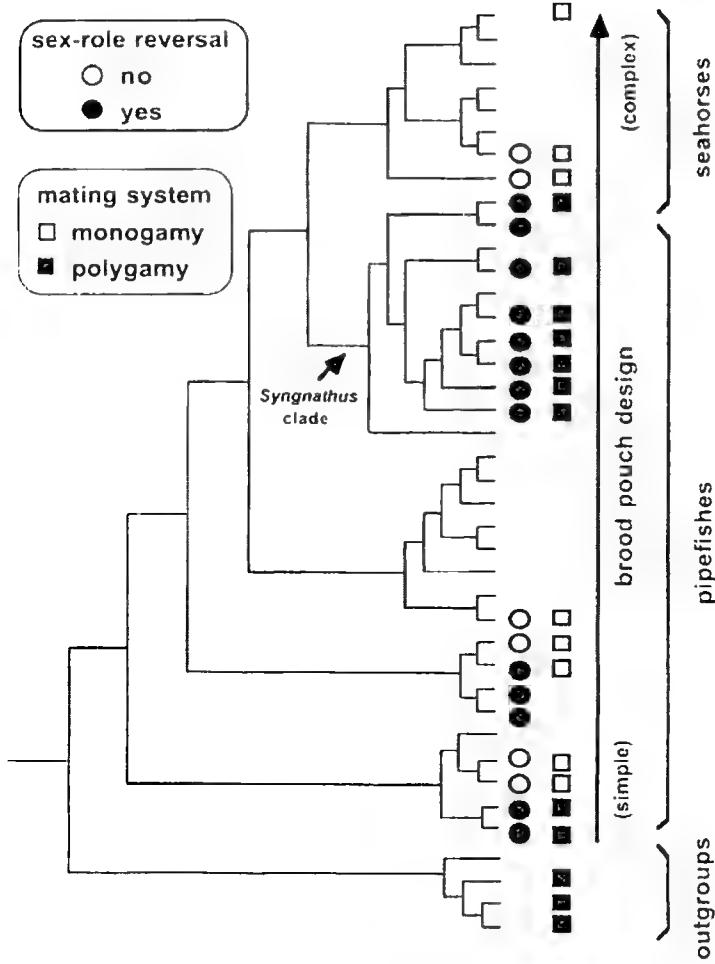 sex-role reversal
no
yes
mating system
monogamy
polygamy
Syngnathus
clade
(complex)
brood pouch design
(simple)
seahorses
pipefishes
outgroups